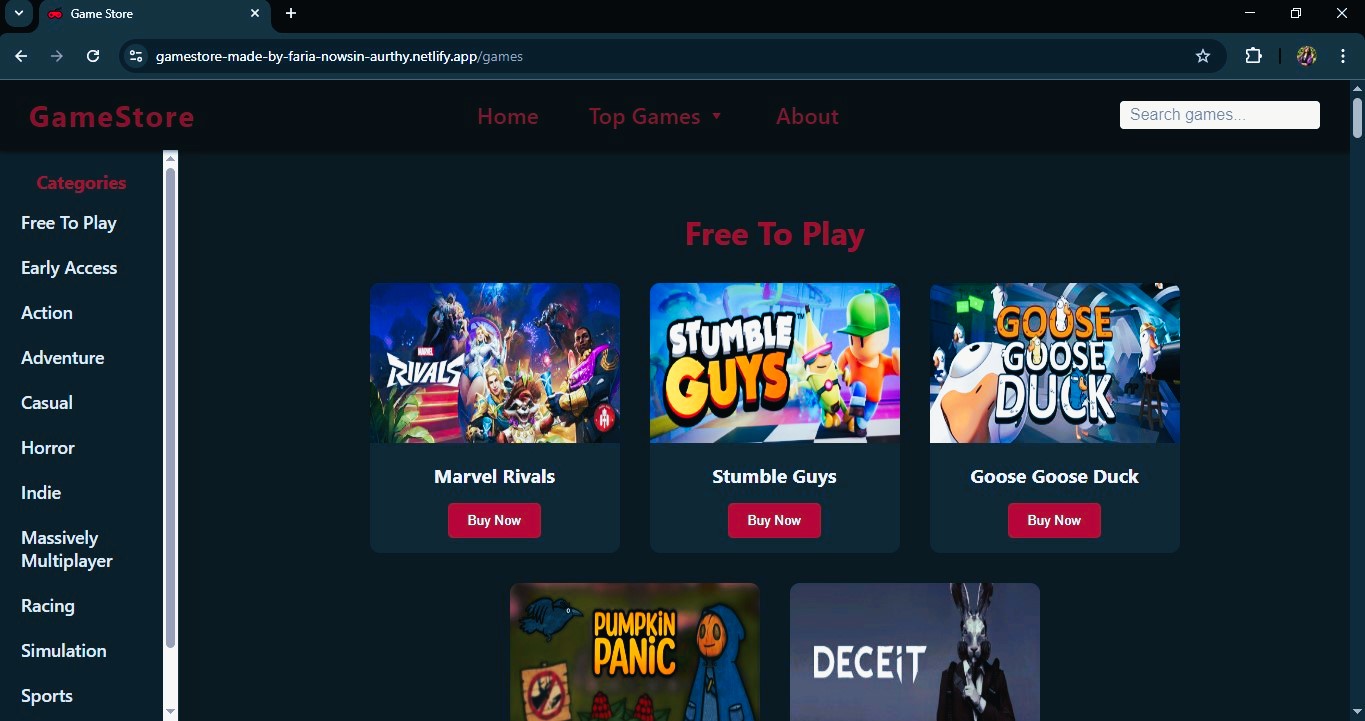 Game Store
gamestore-made-by-faria-nowsin-aurthy.netlify.app/games
GameStore
Home
Top Games
About
Search games...
Categories
Free To Play
Early Access
Action
Adventure
Casual
Horror
Indie
Massively
Multiplayer
Racing
Simulation
Sports
Free To Play
MARVEL
RIVALS
STUMBLE
GUYS
GOOSE
GOOSE
DUCK
Marvel Rivals
Stumble Guys
Goose Goose Duck
Buy Now
Buy Now
Buy Now
PUMPKIN
PANIC
DECEIT